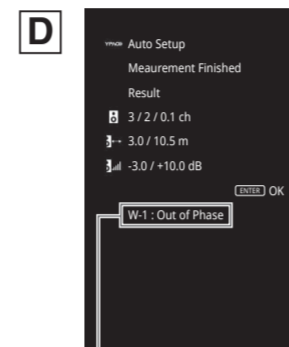 D
YPAO Auto Setup
Meaurement Finished
Result
3 / 2 / 0.1 ch
3.0 / 10.5 m
-3.0 / +10.0 dB
ENTER OK
W-1 : Out of Phase